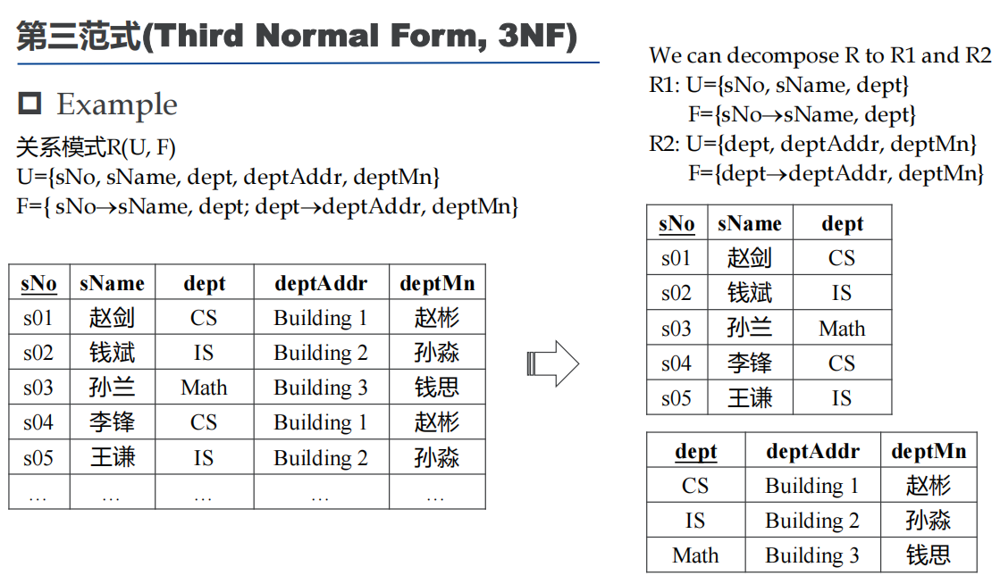 第三范式(Third Normal Form, 3NF)
Example
关系模式R(U, F)
U={sNo, sName, dept, deptAddr, deptMn}
F={ sNo→sName, dept; dept→deptAddr, deptMn}
sNo sName dept deptAddr deptMn
s01 赵剑 CS Building 1 赵彬
s02 钱斌 IS Building 2 孙淼
s03 孙兰 Math Building 3 钱思
s04 李锋 CS Building 1 赵彬
s05 王谦 IS Building 2 孙淼
… … … … …
We can decompose R to R1 and R2
R1: U={sNo, sName, dept}
F={sNo→sName, dept}
R2: U={dept, deptAddr, deptMn}
F={dept→deptAddr, deptMn}
sNo sName dept
s01 赵剑 CS
s02 钱斌 IS
s03 孙兰 Math
s04 李锋 CS
s05 王谦 IS
dept deptAddr deptMn
CS Building 1 赵彬
IS Building 2 孙淼
Math Building 3 钱思